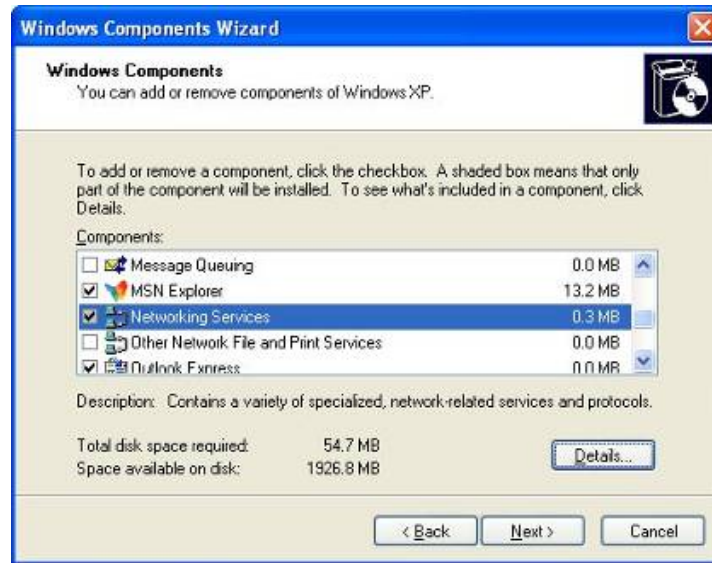 Windows Components Wizard
Windows Components
You can add or remove components of Windows XP.
To add or remove a component, click the checkbox. A shaded box means that only
part of the component will be installed. To see what's included in a component, click
Details.
Components:
Message Queuing 0.0 MB
MSN Explorer 13.2 MB
Networking Services 0.3 MB
Other Network File and Print Services 0.0 MB
Outlook Express 0.0 MB
Description: Contains a variety of specialized, network-related services and protocols.
Total disk space required: 54.7 MB
Space available on disk: 1926.8 MB
Details...
< Back Next > Cancel